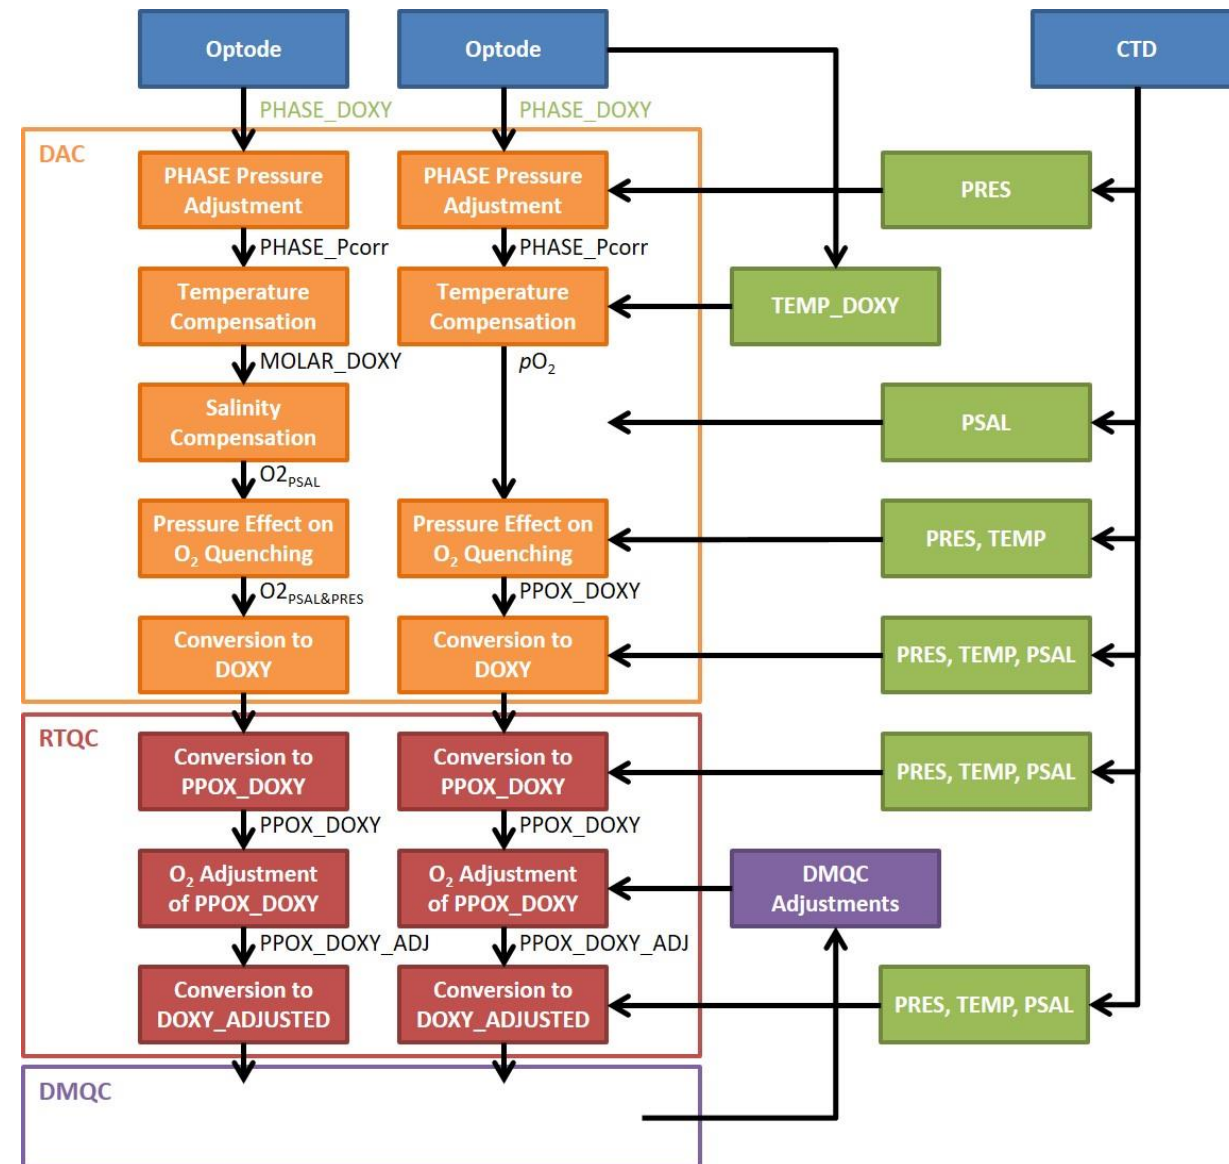 Optode
Optode
CTD
PHASE_DOXY
PHASE_DOXY
DAC
PHASE Pressure
Adjustment
PHASE Pressure
Adjustment
PRES
PHASE_Pcorr
PHASE_Pcorr
Temperature
Compensation
Temperature
Compensation
TEMP_DOXY
MOLAR_DOXY
pO₂
Salinity
Compensation
PSAL
O2PSAL
Pressure Effect on
O₂ Quenching
Pressure Effect on
O₂ Quenching
PRES, TEMP
O2PSAL&PRES
PPOX_DOXY
Conversion to
DOXY
Conversion to
DOXY
PRES, TEMP, PSAL
RTQC
Conversion to
PPOX_DOXY
Conversion to
PPOX_DOXY
PRES, TEMP, PSAL
PPOX_DOXY
PPOX_DOXY
O₂ Adjustment
of PPOX_DOXY
O₂ Adjustment
of PPOX_DOXY
DMQC
Adjustments
PPOX_DOXY_ADJ
PPOX_DOXY_ADJ
Conversion to
DOXY_ADJUSTED
Conversion to
DOXY_ADJUSTED
PRES, TEMP, PSAL
DMQC